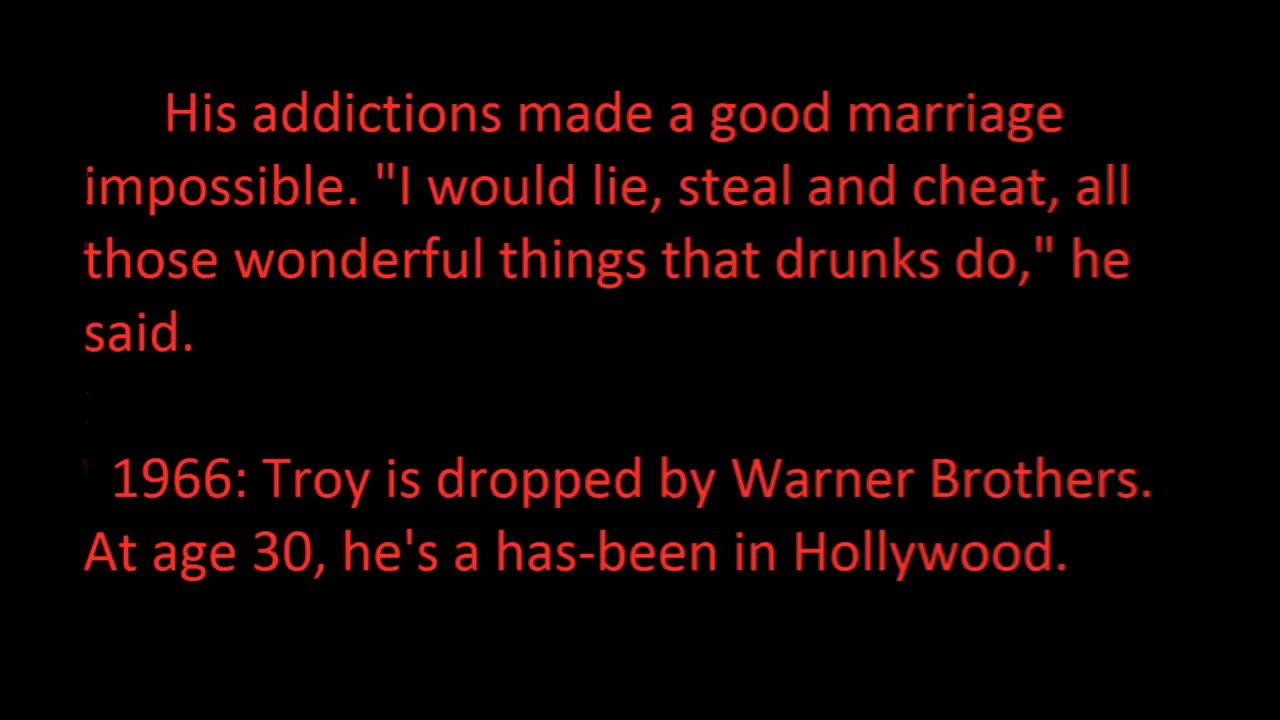 His addictions made a good marriage
impossible. "I would lie, steal and cheat, all
those wonderful things that drunks do," he
said.
1966: Troy is dropped by Warner Brothers.
At age 30, he's a has-been in Hollywood.